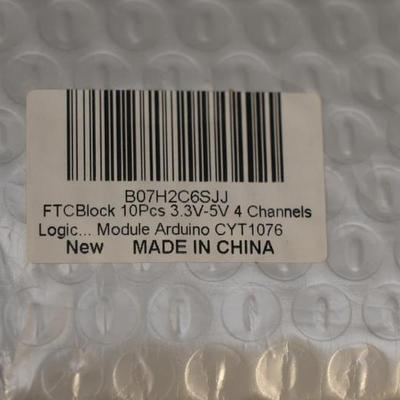 B07H2C6SJJ
FTCBlock 10Pcs 3.3V-5V 4 Channels
Logic... Module Arduino CYT1076
New MADE IN CHINA